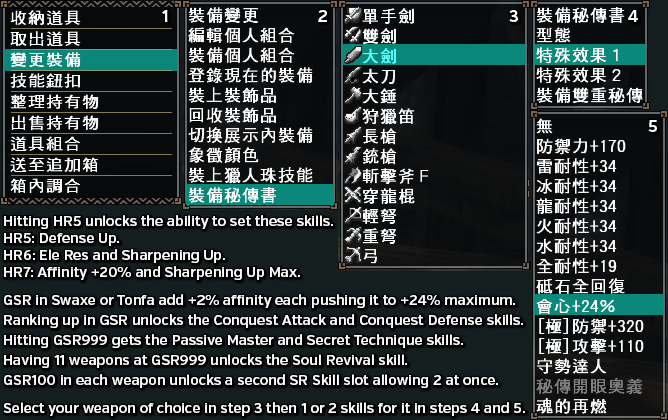 收納道具 1
取出道具
變更裝備
技能鈕扣
整理持有物
出售持有物
道具組合
送至追加箱
箱內調合
裝備變更 2
編輯個人組合
裝備個人組合
登錄現在的裝備
裝上裝飾品
回收裝飾品
切換展示內裝備
象徵顏色
裝上獵人珠技能
裝備秘傳書
單手劍 3
雙劍
大劍
太刀
大錘
狩獵笛
長槍
銃槍
斬擊斧F
穿龍棍
輕弩
重弩
弓
裝備秘傳書 4
型態
特殊效果 1
特殊效果 2
裝備雙重秘傳
無 5
防禦力+170
雷耐性+34
冰耐性+34
龍耐性+34
火耐性+34
水耐性+34
全耐性+19
砥石全回復
會心+24%
[極]防禦+320
[極]攻擊+110
守勢達人
秘傳開眼奧義
魂的再燃
Hitting HR5 unlocks the ability to set these skills.
HR5: Defense Up.
HR6: Ele Res and Sharpening Up.
HR7: Affinity +20% and Sharpening Up Max.
GSR in Swaxe or Tonfa add +2% affinity each pushing it to +24% maximum.
Ranking up in GSR unlocks the Conquest Attack and Conquest Defense skills.
Hitting GSR999 gets the Passive Master and Secret Technique skills.
Having 11 weapons at GSR999 unlocks the Soul Revival skill.
GSR100 in each weapon unlocks a second SR Skill slot allowing 2 at once.
Select your weapon of choice in step 3 then 1 or 2 skills for it in steps 4 and 5.